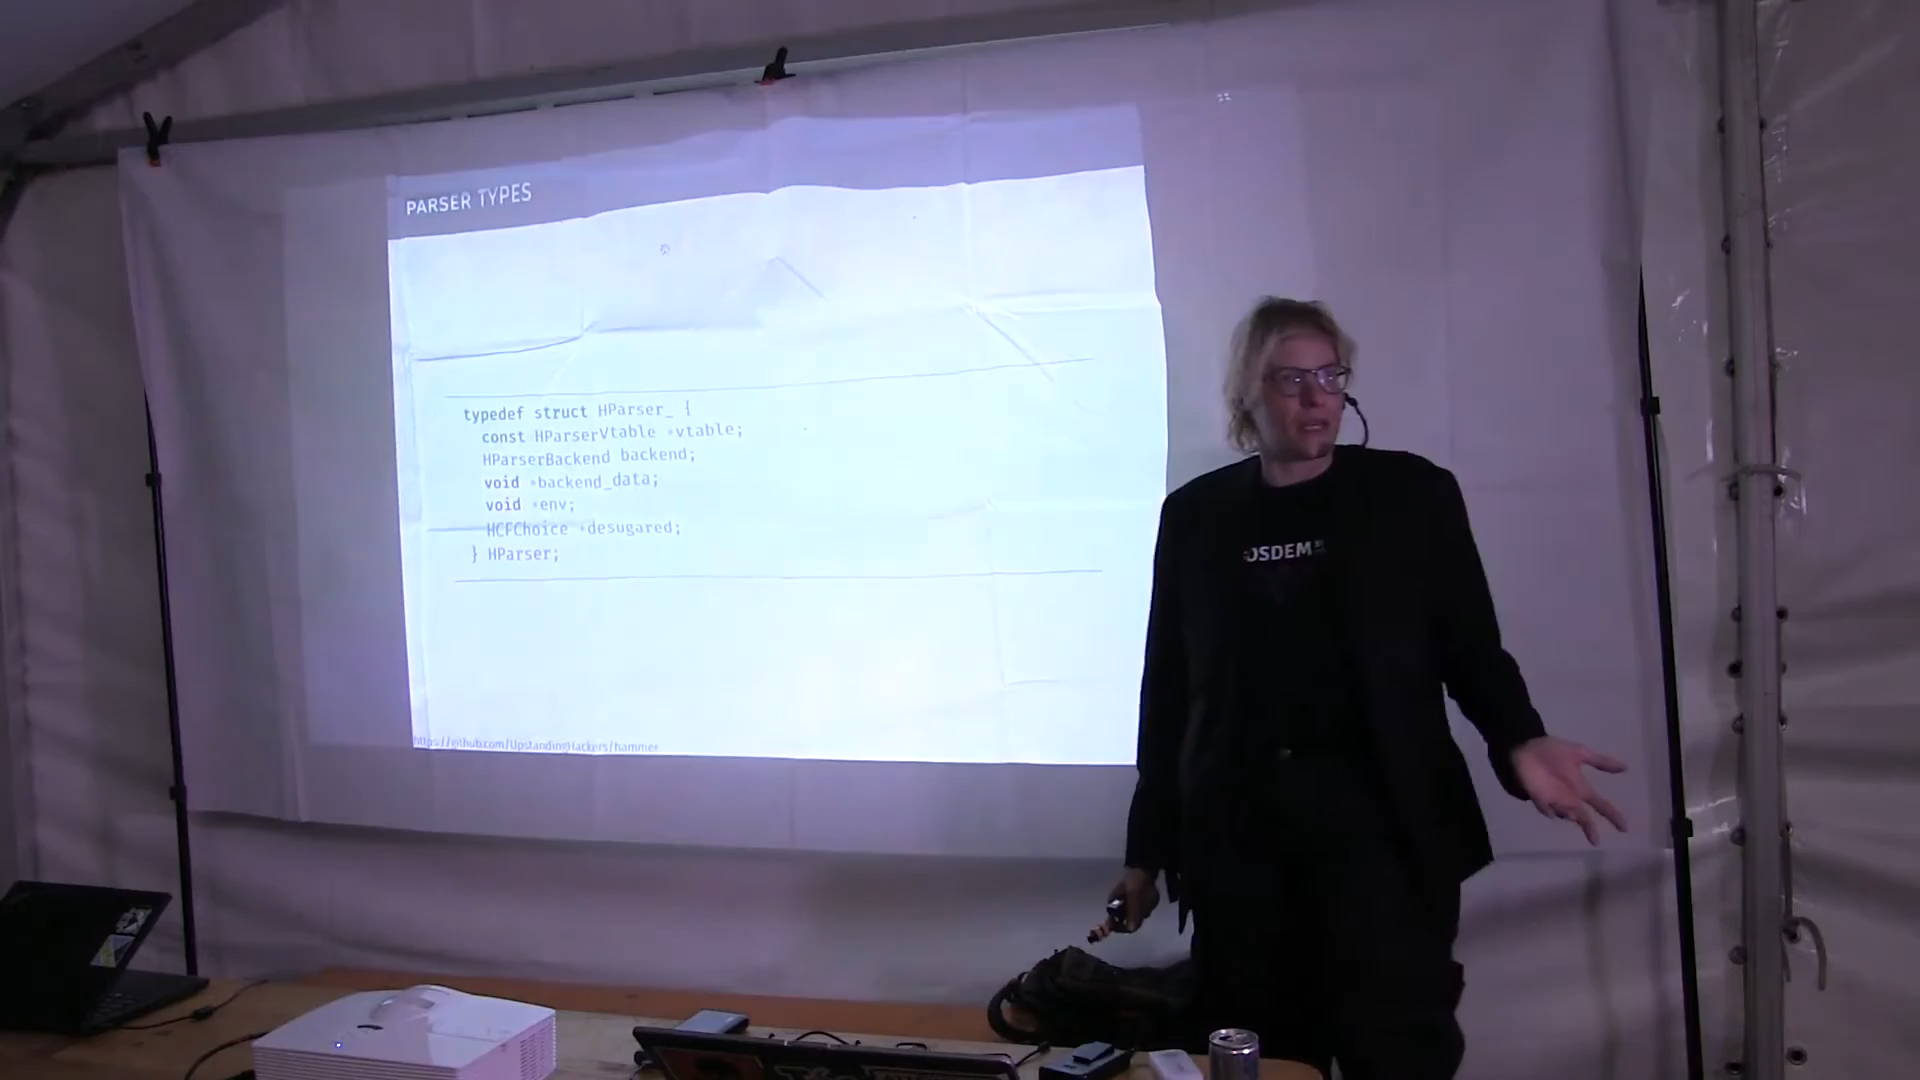 PARSER TYPES
typedef struct HParser_ {
const HParserVtable *vtable;
HParserBackend backend;
void *backend_data;
void *env;
HCFChoice *desugared;
} HParser;
https://github.com/UpstandingHackers/hammer
OSDEM